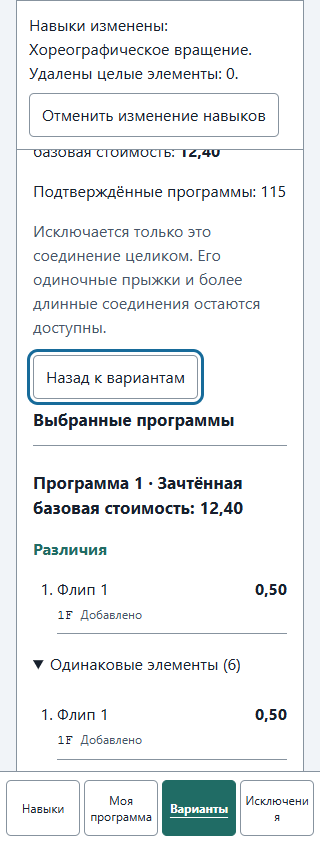 Навыки изменены:
Хореографическое вращение.
Удалены целые элементы: 0.
Отменить изменение навыков
базовая стоимость: 12,40
Подтверждённые программы: 115
Исключается только это
соединение целиком. Его
одиночные прыжки и более
длинные соединения остаются
доступны.
Назад к вариантам
Выбранные программы
Программа 1 · Зачтённая
базовая стоимость: 12,40
Различия
1. Флип 1 0,50
1F Добавлено
▼ Одинаковые элементы (6)
1. Флип 1 0,50
1F Добавлено
Навыки
Моя
программа
Варианты
Исключени
я